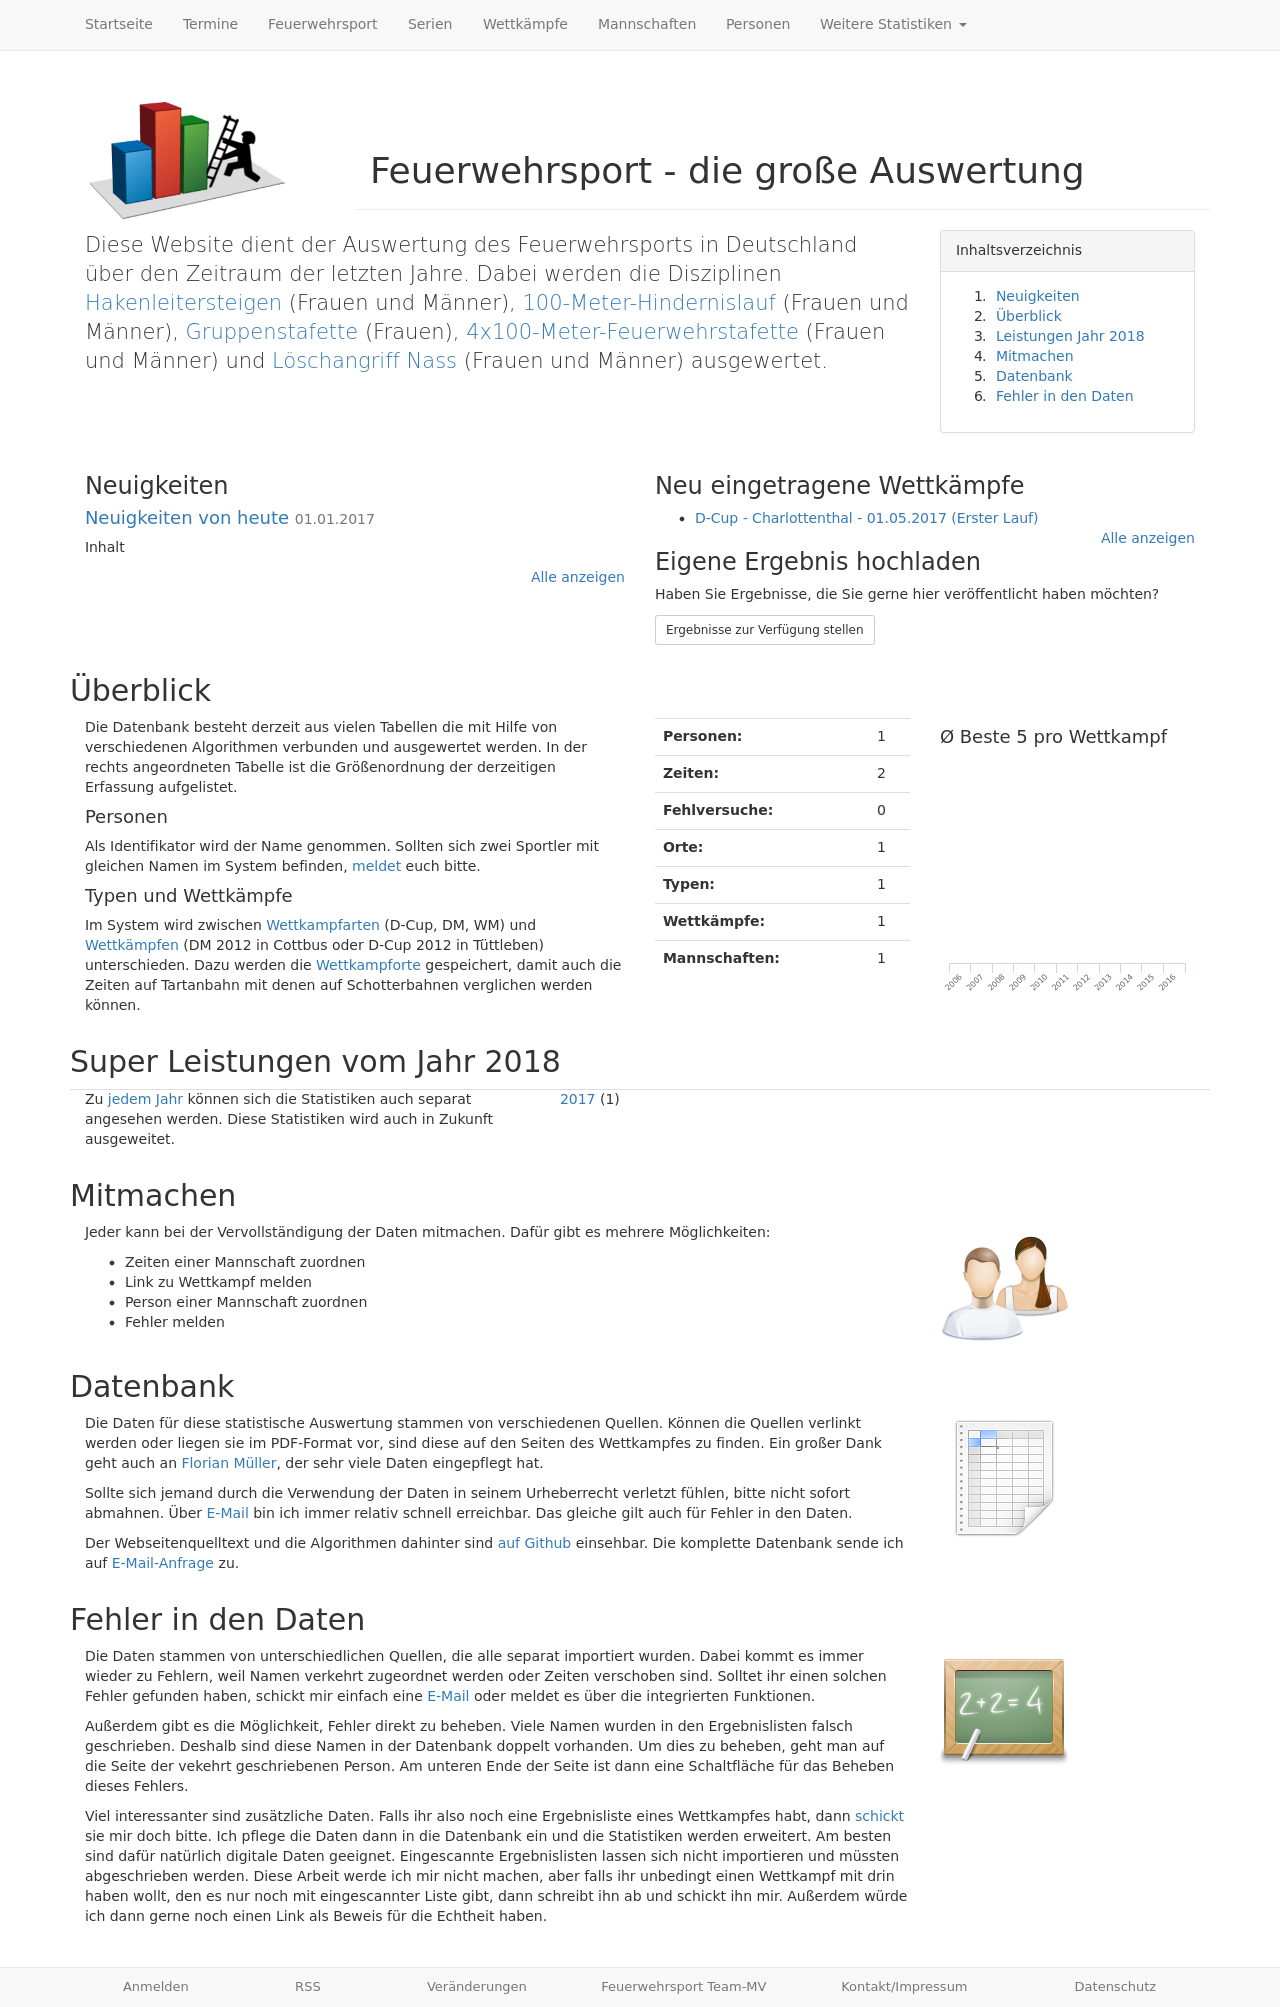 Startseite Termine Feuerwehrsport Serien Wettkämpfe Mannschaften Personen Weitere Statistiken
Feuerwehrsport - die große Auswertung
Diese Website dient der Auswertung des Feuerwehrsports in Deutschland
über den Zeitraum der letzten Jahre. Dabei werden die Disziplinen
Hakenleitersteigen (Frauen und Männer), 100-Meter-Hindernislauf (Frauen und
Männer), Gruppenstafette (Frauen), 4x100-Meter-Feuerwehrstafette (Frauen
und Männer) und Löschangriff Nass (Frauen und Männer) ausgewertet.
Inhaltsverzeichnis
1. Neuigkeiten
2. Überblick
3. Leistungen Jahr 2018
4. Mitmachen
5. Datenbank
6. Fehler in den Daten
Neuigkeiten
Neuigkeiten von heute 01.01.2017
Inhalt
Alle anzeigen
Neu eingetragene Wettkämpfe
• D-Cup - Charlottenthal - 01.05.2017 (Erster Lauf)
Alle anzeigen
Eigene Ergebnis hochladen
Haben Sie Ergebnisse, die Sie gerne hier veröffentlicht haben möchten?
Ergebnisse zur Verfügung stellen
Überblick
Die Datenbank besteht derzeit aus vielen Tabellen die mit Hilfe von
verschiedenen Algorithmen verbunden und ausgewertet werden. In der
rechts angeordneten Tabelle ist die Größenordnung der derzeitigen
Erfassung aufgelistet.
Personen
Als Identifikator wird der Name genommen. Sollten sich zwei Sportler mit
gleichen Namen im System befinden, meldet euch bitte.
Typen und Wettkämpfe
Im System wird zwischen Wettkampfarten (D-Cup, DM, WM) und
Wettkämpfen (DM 2012 in Cottbus oder D-Cup 2012 in Tüttleben)
unterschieden. Dazu werden die Wettkampforte gespeichert, damit auch die
Zeiten auf Tartanbahn mit denen auf Schotterbahnen verglichen werden
können.
Personen: 1
Zeiten: 2
Fehlversuche: 0
Orte: 1
Typen: 1
Wettkämpfe: 1
Mannschaften: 1
Ø Beste 5 pro Wettkampf
2006 2007 2008 2009 2010 2011 2012 2013 2014 2015 2016
Super Leistungen vom Jahr 2018
Zu jedem Jahr können sich die Statistiken auch separat
angesehen werden. Diese Statistiken wird auch in Zukunft
ausgeweitet.
2017 (1)
Mitmachen
Jeder kann bei der Vervollständigung der Daten mitmachen. Dafür gibt es mehrere Möglichkeiten:
• Zeiten einer Mannschaft zuordnen
• Link zu Wettkampf melden
• Person einer Mannschaft zuordnen
• Fehler melden
Datenbank
Die Daten für diese statistische Auswertung stammen von verschiedenen Quellen. Können die Quellen verlinkt
werden oder liegen sie im PDF-Format vor, sind diese auf den Seiten des Wettkampfes zu finden. Ein großer Dank
geht auch an Florian Müller, der sehr viele Daten eingepflegt hat.
Sollte sich jemand durch die Verwendung der Daten in seinem Urheberrecht verletzt fühlen, bitte nicht sofort
abmahnen. Über E-Mail bin ich immer relativ schnell erreichbar. Das gleiche gilt auch für Fehler in den Daten.
Der Webseitenquelltext und die Algorithmen dahinter sind auf Github einsehbar. Die komplette Datenbank sende ich
auf E-Mail-Anfrage zu.
Fehler in den Daten
Die Daten stammen von unterschiedlichen Quellen, die alle separat importiert wurden. Dabei kommt es immer
wieder zu Fehlern, weil Namen verkehrt zugeordnet werden oder Zeiten verschoben sind. Solltet ihr einen solchen
Fehler gefunden haben, schickt mir einfach eine E-Mail oder meldet es über die integrierten Funktionen.
2+2=4
Außerdem gibt es die Möglichkeit, Fehler direkt zu beheben. Viele Namen wurden in den Ergebnislisten falsch
geschrieben. Deshalb sind diese Namen in der Datenbank doppelt vorhanden. Um dies zu beheben, geht man auf
die Seite der vekehrt geschriebenen Person. Am unteren Ende der Seite ist dann eine Schaltfläche für das Beheben
dieses Fehlers.
Viel interessanter sind zusätzliche Daten. Falls ihr also noch eine Ergebnisliste eines Wettkampfes habt, dann schickt
sie mir doch bitte. Ich pflege die Daten dann in die Datenbank ein und die Statistiken werden erweitert. Am besten
sind dafür natürlich digitale Daten geeignet. Eingescannte Ergebnislisten lassen sich nicht importieren und müssten
abgeschrieben werden. Diese Arbeit werde ich mir nicht machen, aber falls ihr unbedingt einen Wettkampf mit drin
haben wollt, den es nur noch mit eingescannter Liste gibt, dann schreibt ihn ab und schickt ihn mir. Außerdem würde
ich dann gerne noch einen Link als Beweis für die Echtheit haben.
Anmelden RSS Veränderungen Feuerwehrsport Team-MV Kontakt/Impressum Datenschutz